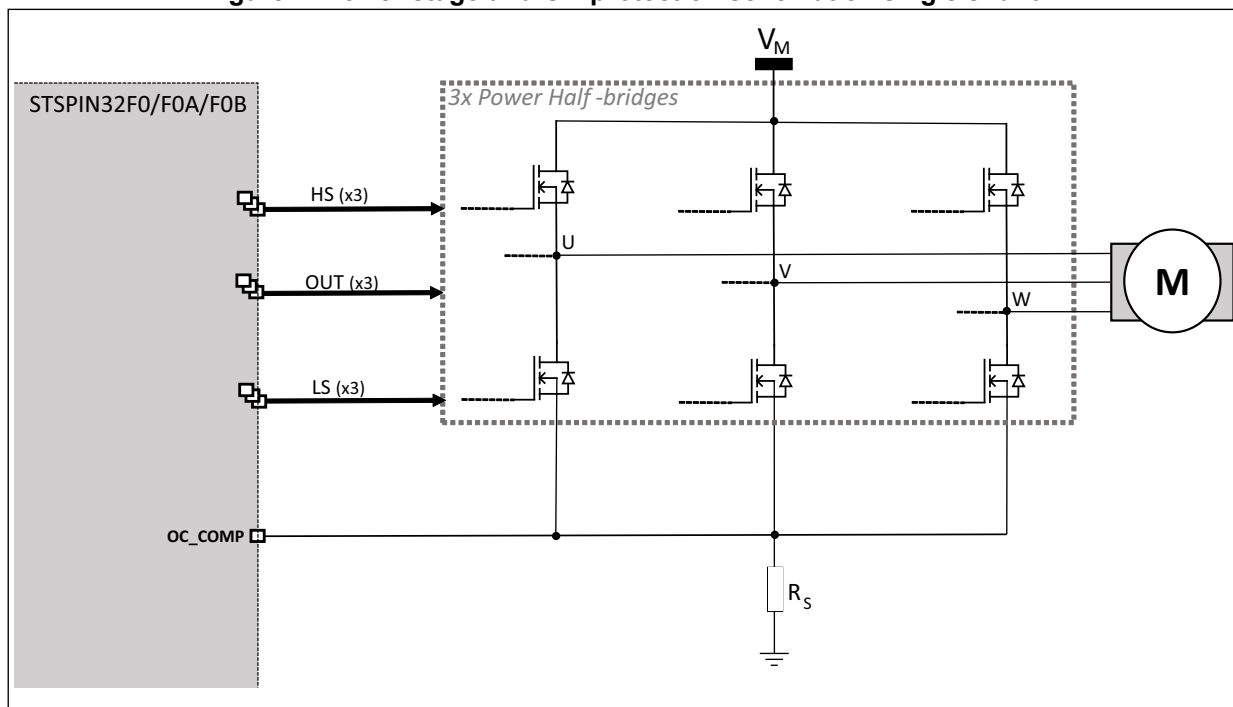 V_M
3x Power Half -bridges
STSPIN32F0/F0A/F0B
HS (x3)
U
OUT (x3)
V
M
W
LS (x3)
OC_COMP
R_S